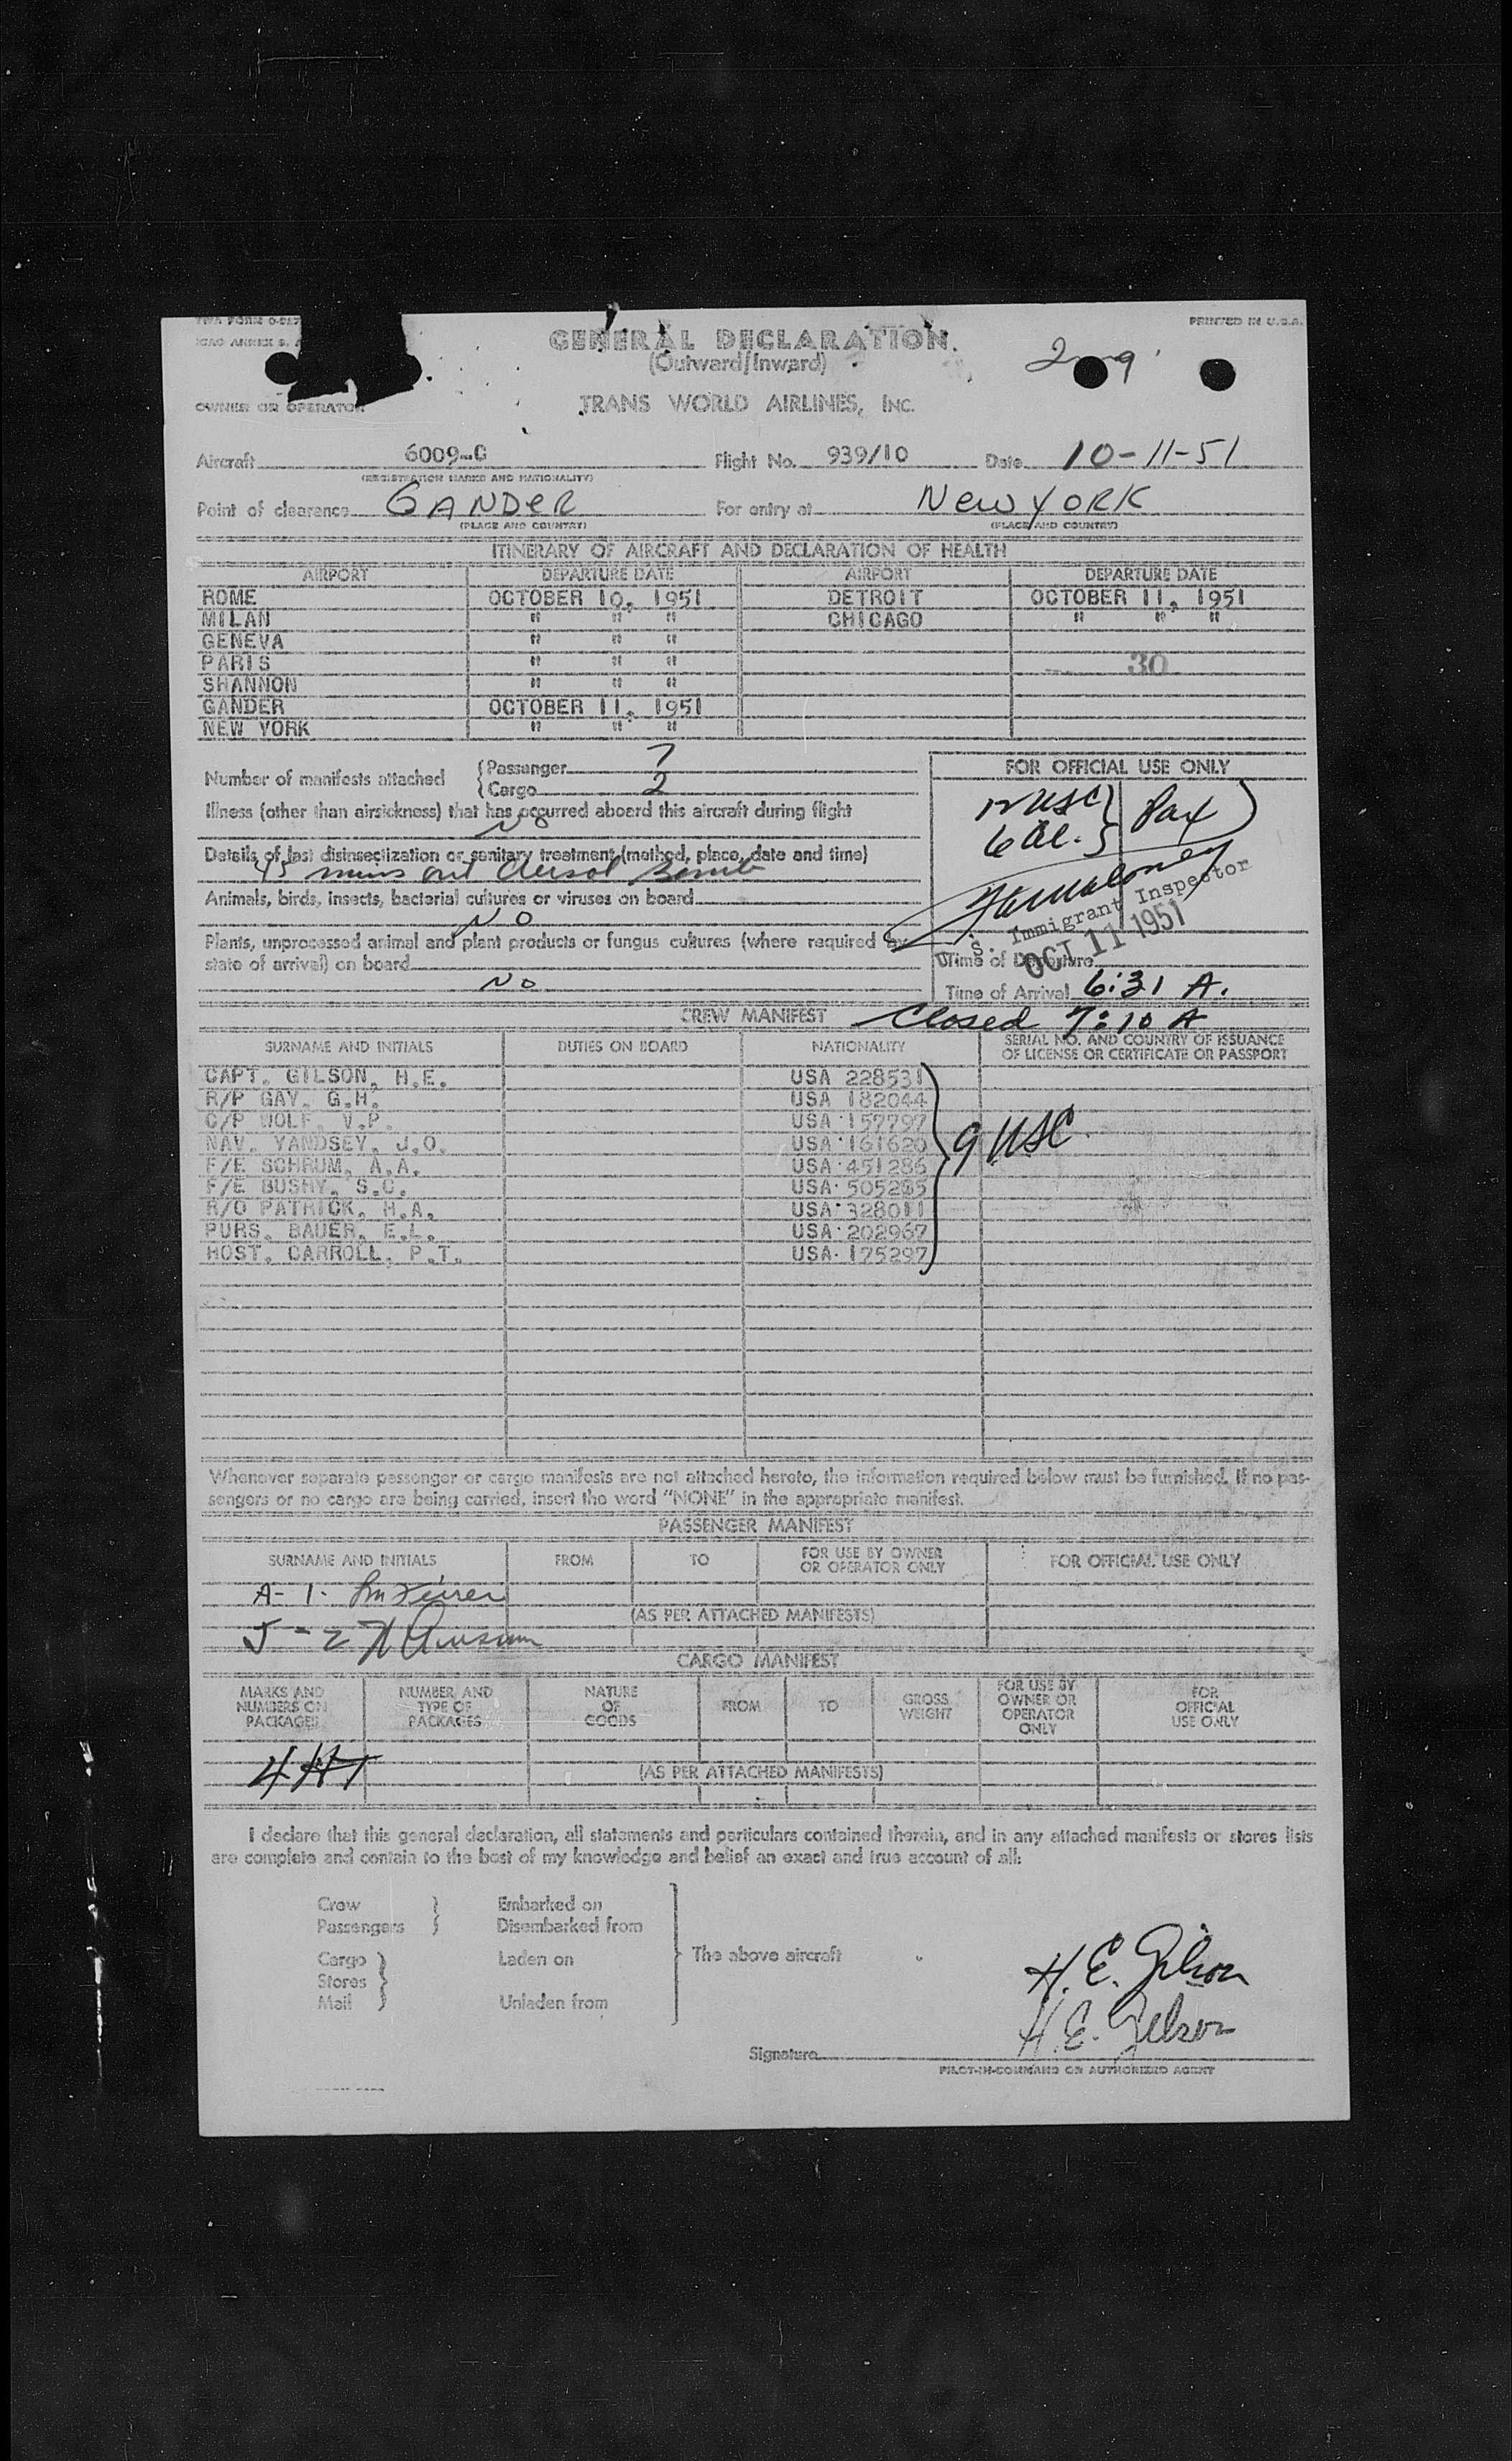 TWA FORM
PRINTED IN U.S.A.
ICAO ANNEX 9,
GENERAL DECLARATION
(Outward/Inward)
OWNER OR OPERATOR
TRANS WORLD AIRLINES, INC.
Aircraft 6009-C Flight No. 939/10 Date 10-11-51
(REGISTRATION MARKS AND NATIONALITY)
Point of clearance GANDER For entry at NEW YORK
(PLACE AND COUNTRY) (PLACE AND COUNTRY)
ITINERARY OF AIRCRAFT AND DECLARATION OF HEALTH
AIRPORT DEPARTURE DATE AIRPORT DEPARTURE DATE
ROME OCTOBER 10, 1951 DETROIT OCTOBER 11, 1951
MILAN " " " CHICAGO " " "
GENEVA " " "
PARIS " " " 30
SHANNON " " "
GANDER OCTOBER 11, 1951
NEW YORK " " "
Number of manifests attached
Passenger 7
Cargo 2
FOR OFFICIAL USE ONLY
12 USC
6 al. Pax
Illness (other than airsickness) that has occurred aboard this aircraft during flight
No
Details of last disinsectization or sanitary treatment (method, place, date and time)
45 mins out Aersol Bomb
Animals, birds, insects, bacterial cultures or viruses on board
NO
U. S. Immigrant Inspector
OCT 11 1951
Plants, unprocessed animal and plant products or fungus cultures (where required by
state of arrival) on board
No
Time of Departure
Time of Arrival 6:31 A.
CREW MANIFEST Closed 7:10 A
SURNAME AND INITIALS DUTIES ON BOARD NATIONALITY SERIAL NO. AND COUNTRY OF ISSUANCE
OF LICENSE OR CERTIFICATE OR PASSPORT
CAPT. GILSON, H.E. USA 228531
R/P GAY, G.H. USA 182044
C/P WOLF, V.P. USA 157797
NAV. YANDSEY, J.O. USA 161620
9 USC
F/E SCHRUM, A.A. USA 451286
F/E BUSHY, S.C. USA 505285
R/O PATRICK, H.A. USA 328011
PURS. BAUER, E.L. USA 202967
HOST. CARROLL, P.T. USA 175297
Whenever separate passenger or cargo manifests are not attached hereto, the information required below must be furnished. If no pas-
sengers or no cargo are being carried, insert the word "NONE" in the appropriate manifest.
PASSENGER MANIFEST
SURNAME AND INITIALS FROM TO FOR USE BY OWNER
OR OPERATOR ONLY FOR OFFICIAL USE ONLY
A-1-
(AS PER ATTACHED MANIFESTS)
J-2
CARGO MANIFEST
MARKS AND
NUMBERS ON
PACKAGES
NUMBER AND
TYPE OF
PACKAGES
NATURE
OF
GOODS
FROM
TO
GROSS
WEIGHT
FOR USE BY
OWNER OR
OPERATOR
ONLY
FOR
OFFICIAL
USE ONLY
(AS PER ATTACHED MANIFESTS)
I declare that this general declaration, all statements and particulars contained therein, and in any attached manifests or stores lists
are complete and contain to the best of my knowledge and belief an exact and true account of all:
Crew Embarked on
Passengers Disembarked from
Cargo Laden on The above aircraft
Stores
Mail Unladen from
H. E. Gilson
H. E. Gilson
Signature
PILOT-IN-COMMAND OR AUTHORIZED AGENT